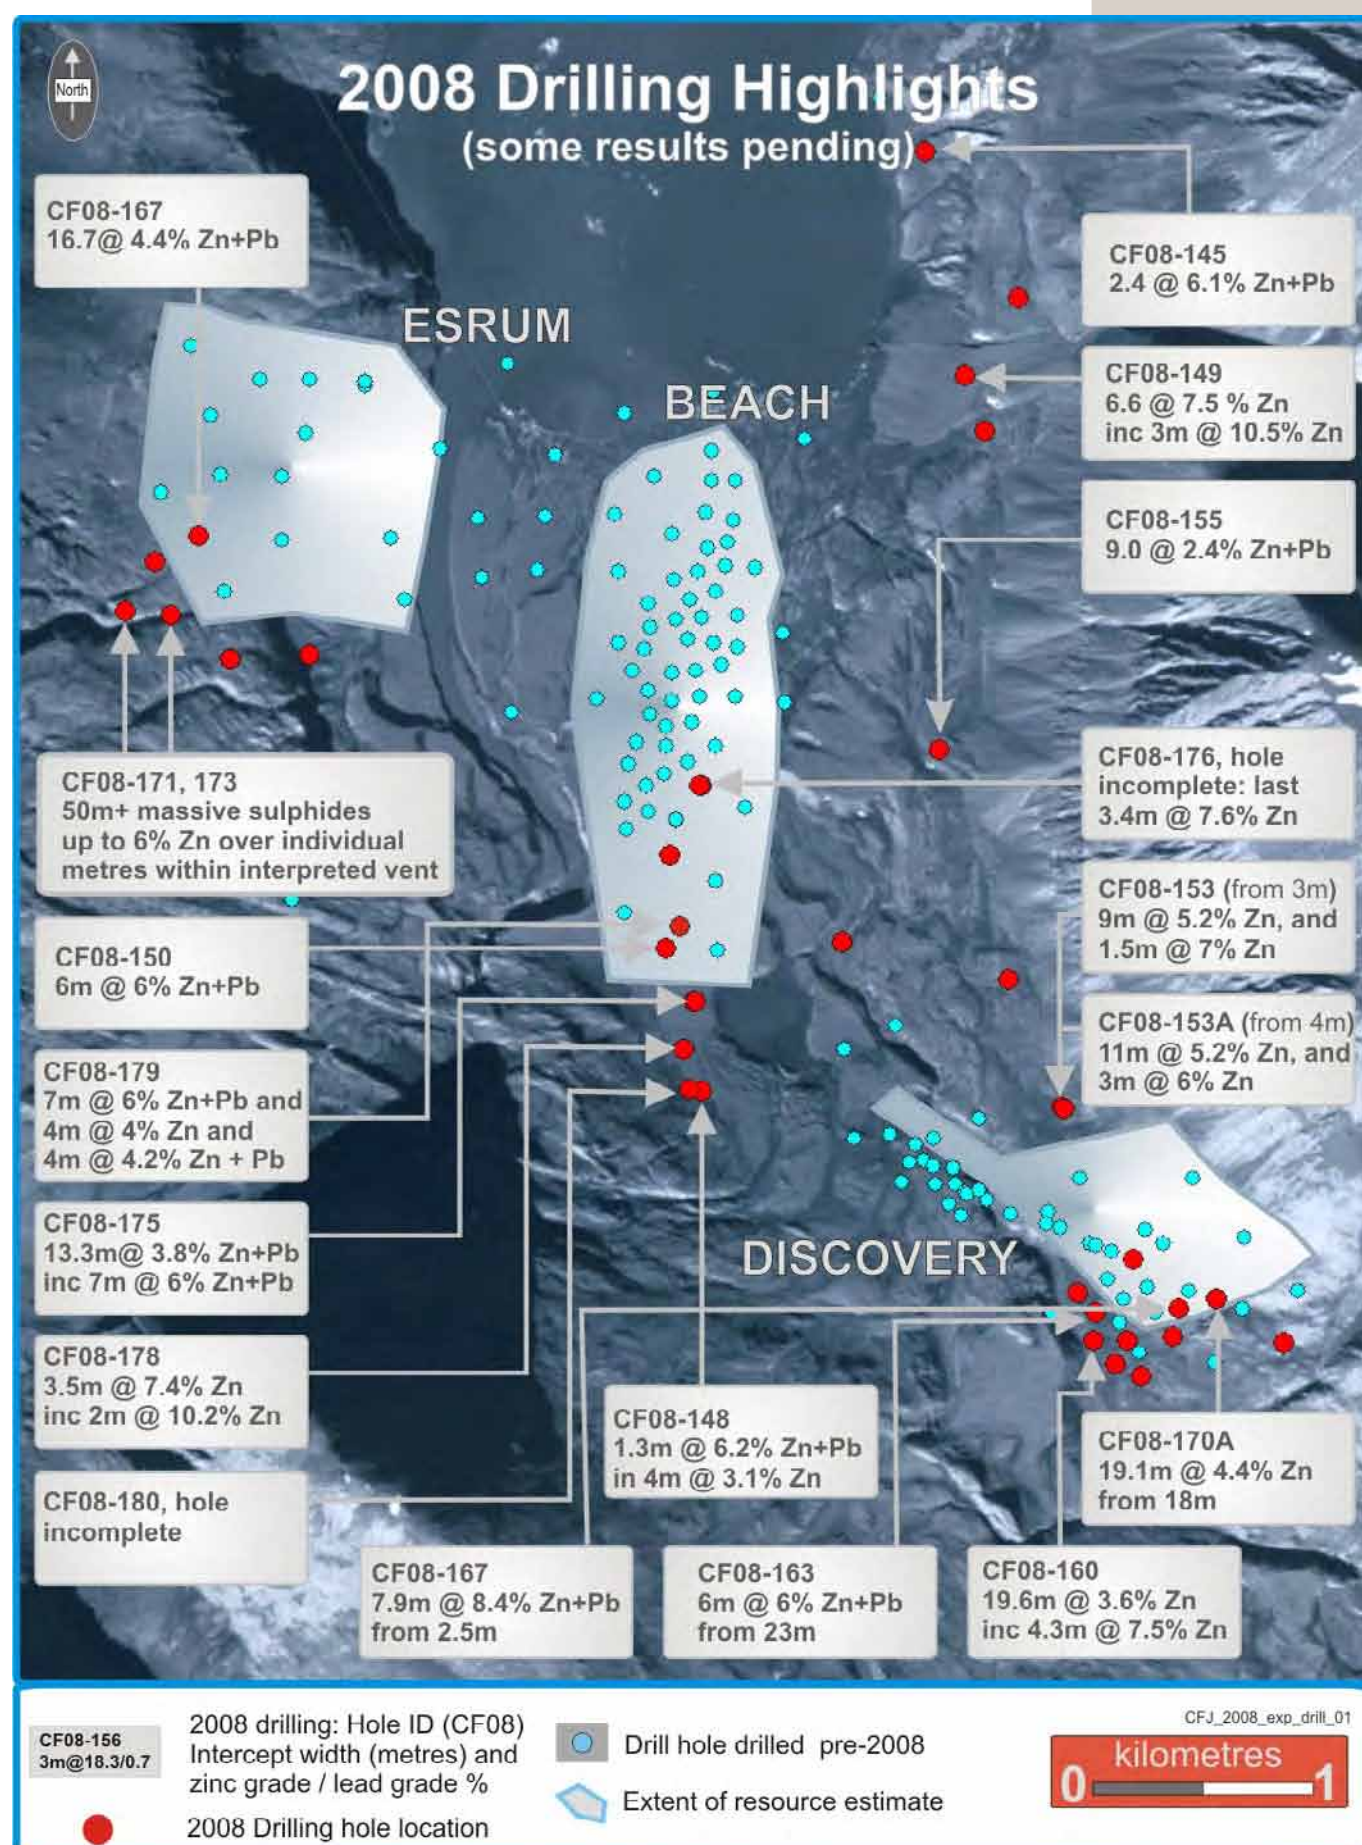 North
2008 Drilling Highlights
(some results pending)
CF08-167
16.7@ 4.4% Zn+Pb
CF08-145
2.4 @ 6.1% Zn+Pb
ESRUM
BEACH
CF08-149
6.6 @ 7.5 % Zn
inc 3m @ 10.5% Zn
CF08-155
9.0 @ 2.4% Zn+Pb
CF08-171, 173
50m+ massive sulphides
up to 6% Zn over individual
metres within interpreted vent
CF08-176, hole
incomplete: last
3.4m @ 7.6% Zn
CF08-153 (from 3m)
9m @ 5.2% Zn, and
1.5m @ 7% Zn
CF08-150
6m @ 6% Zn+Pb
CF08-153A (from 4m)
11m @ 5.2% Zn, and
3m @ 6% Zn
CF08-179
7m @ 6% Zn+Pb and
4m @ 4% Zn and
4m @ 4.2% Zn + Pb
CF08-175
13.3m@ 3.8% Zn+Pb
inc 7m @ 6% Zn+Pb
DISCOVERY
CF08-178
3.5m @ 7.4% Zn
inc 2m @ 10.2% Zn
CF08-148
1.3m @ 6.2% Zn+Pb
in 4m @ 3.1% Zn
CF08-170A
19.1m @ 4.4% Zn
from 18m
CF08-180, hole
incomplete
CF08-167
7.9m @ 8.4% Zn+Pb
from 2.5m
CF08-163
6m @ 6% Zn+Pb
from 23m
CF08-160
19.6m @ 3.6% Zn
inc 4.3m @ 7.5% Zn
CF08-156
3m@18.3/0.7
2008 drilling: Hole ID (CF08)
Intercept width (metres) and
zinc grade / lead grade %
2008 Drilling hole location
Drill hole drilled pre-2008
Extent of resource estimate
CFJ_2008_exp_drill_01
kilometres
0 1